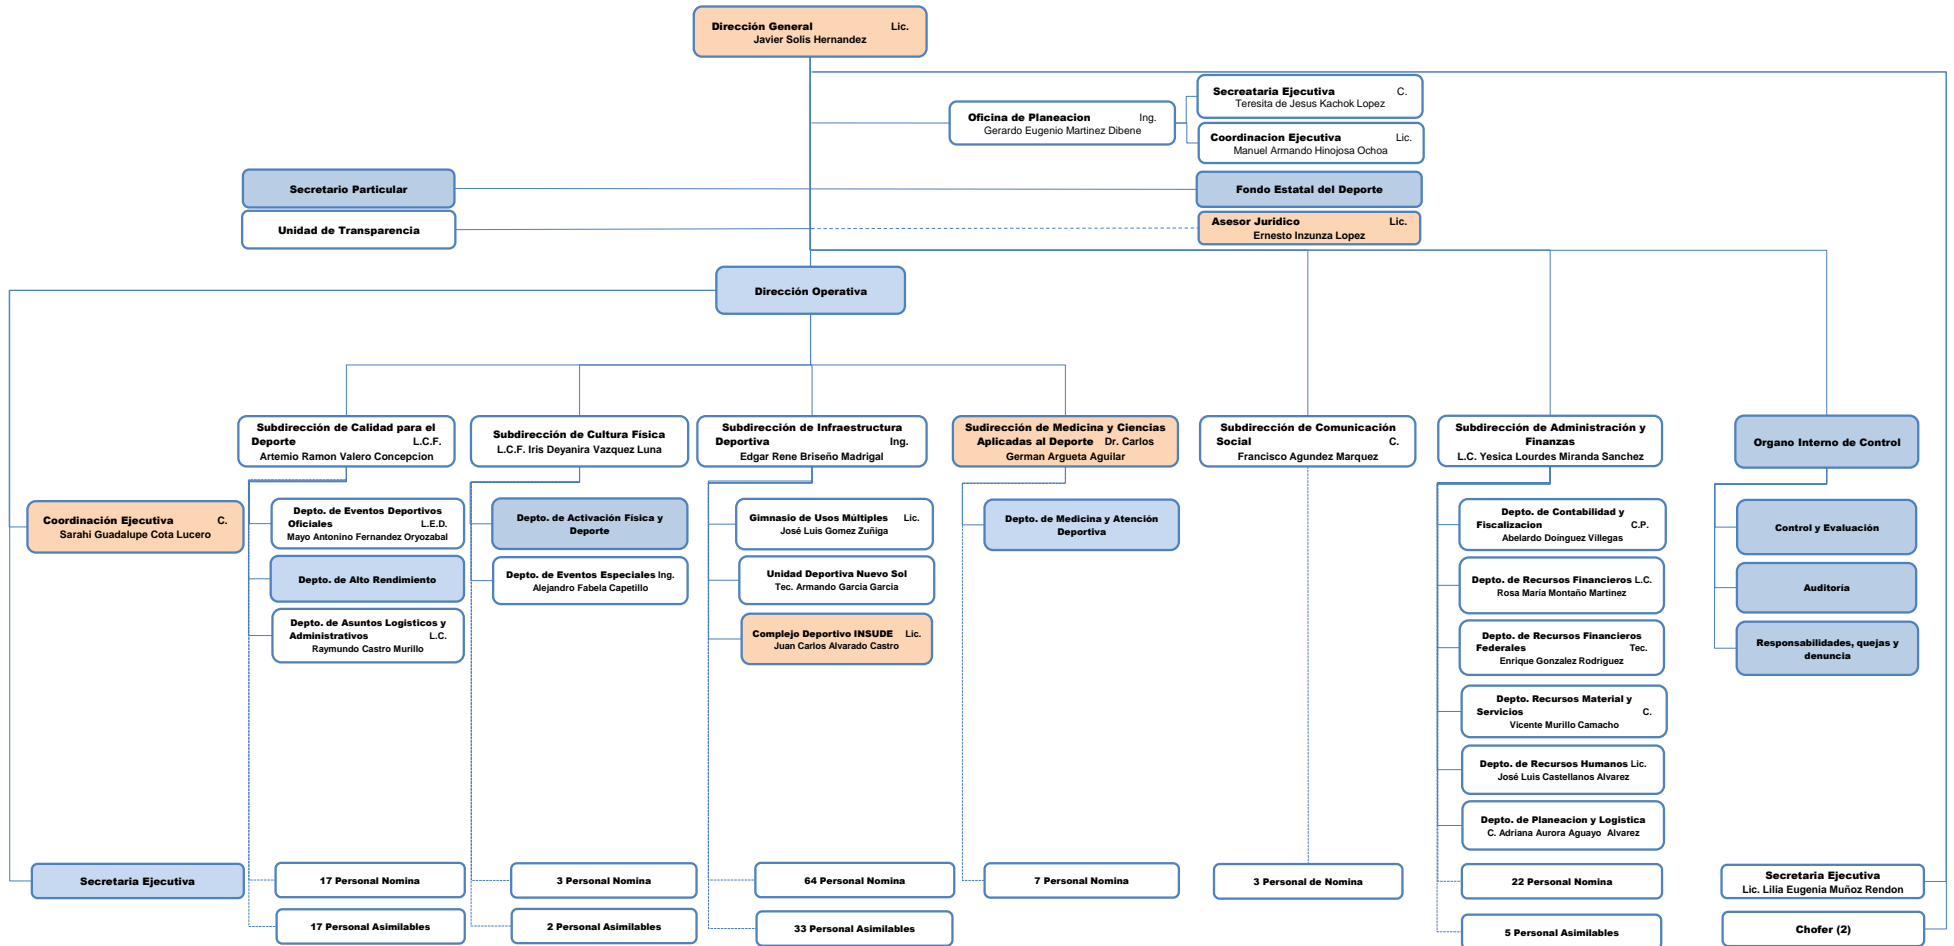 Dirección General Lic.
Javier Solis Hernandez
Secreataria Ejecutiva C.
Teresita de Jesus Kachok Lopez
Oficina de Planeacion Ing.
Gerardo Eugenio Martinez Dibene
Coordinacion Ejecutiva Lic.
Manuel Armando Hinojosa Ochoa
Secretario Particular
Fondo Estatal del Deporte
Unidad de Transparencia
Asesor Juridico Lic.
Ernesto Inzunza Lopez
Dirección Operativa
Subdirección de Calidad para el
Deporte L.C.F.
Artemio Ramon Valero Concepcion
Subdirección de Cultura Física
L.C.F. Iris Deyanira Vazquez Luna
Subdirección de Infraestructura
Deportiva Ing.
Edgar Rene Briseño Madrigal
Sudirección de Medicina y Ciencias
Aplicadas al Deporte Dr. Carlos
German Argueta Aguilar
Subdirección de Comunicación
Social C.
Francisco Agundez Marquez
Subdirección de Administración y
Finanzas
L.C. Yesica Lourdes Miranda Sanchez
Organo Interno de Control
Coordinación Ejecutiva C.
Sarahi Guadalupe Cota Lucero
Depto. de Eventos Deportivos
Oficiales L.E.D.
Mayo Antonino Fernandez Oryozabal
Depto. de Alto Rendimiento
Depto. de Asuntos Logisticos y
Administrativos L.C.
Raymundo Castro Murillo
Depto. de Activación Física y
Deporte
Depto. de Eventos Especiales Ing.
Alejandro Fabela Capetillo
Gimnasio de Usos Múltiples Lic.
José Luis Gomez Zuñiga
Unidad Deportiva Nuevo Sol
Tec. Armando Garcia Garcia
Complejo Deportivo INSUDE Lic.
Juan Carlos Alvarado Castro
Depto. de Medicina y Atención
Deportiva
Depto. de Contabilidad y
Fiscalizacion C.P.
Abelardo Doínguez Villegas
Depto. de Recursos Financieros L.C.
Rosa María Montaño Martinez
Depto. de Recursos Financieros
Federales Tec.
Enrique Gonzalez Rodriguez
Depto. Recursos Material y
Servicios C.
Vicente Murillo Camacho
Depto. de Recursos Humanos Lic.
José Luis Castellanos Alvarez
Depto. de Planeacion y Logistica
C. Adriana Aurora Aguayo Alvarez
Control y Evaluación
Auditoría
Responsabilidades, quejas y
denuncia
Secretaria Ejecutiva
17 Personal Nomina
3 Personal Nomina
64 Personal Nomina
7 Personal Nomina
3 Personal de Nomina
22 Personal Nomina
Secretaria Ejecutiva
Lic. Lilia Eugenia Muñoz Rendon
17 Personal Asimilables
2 Personal Asimilables
33 Personal Asimilables
5 Personal Asimilables
Chofer (2)